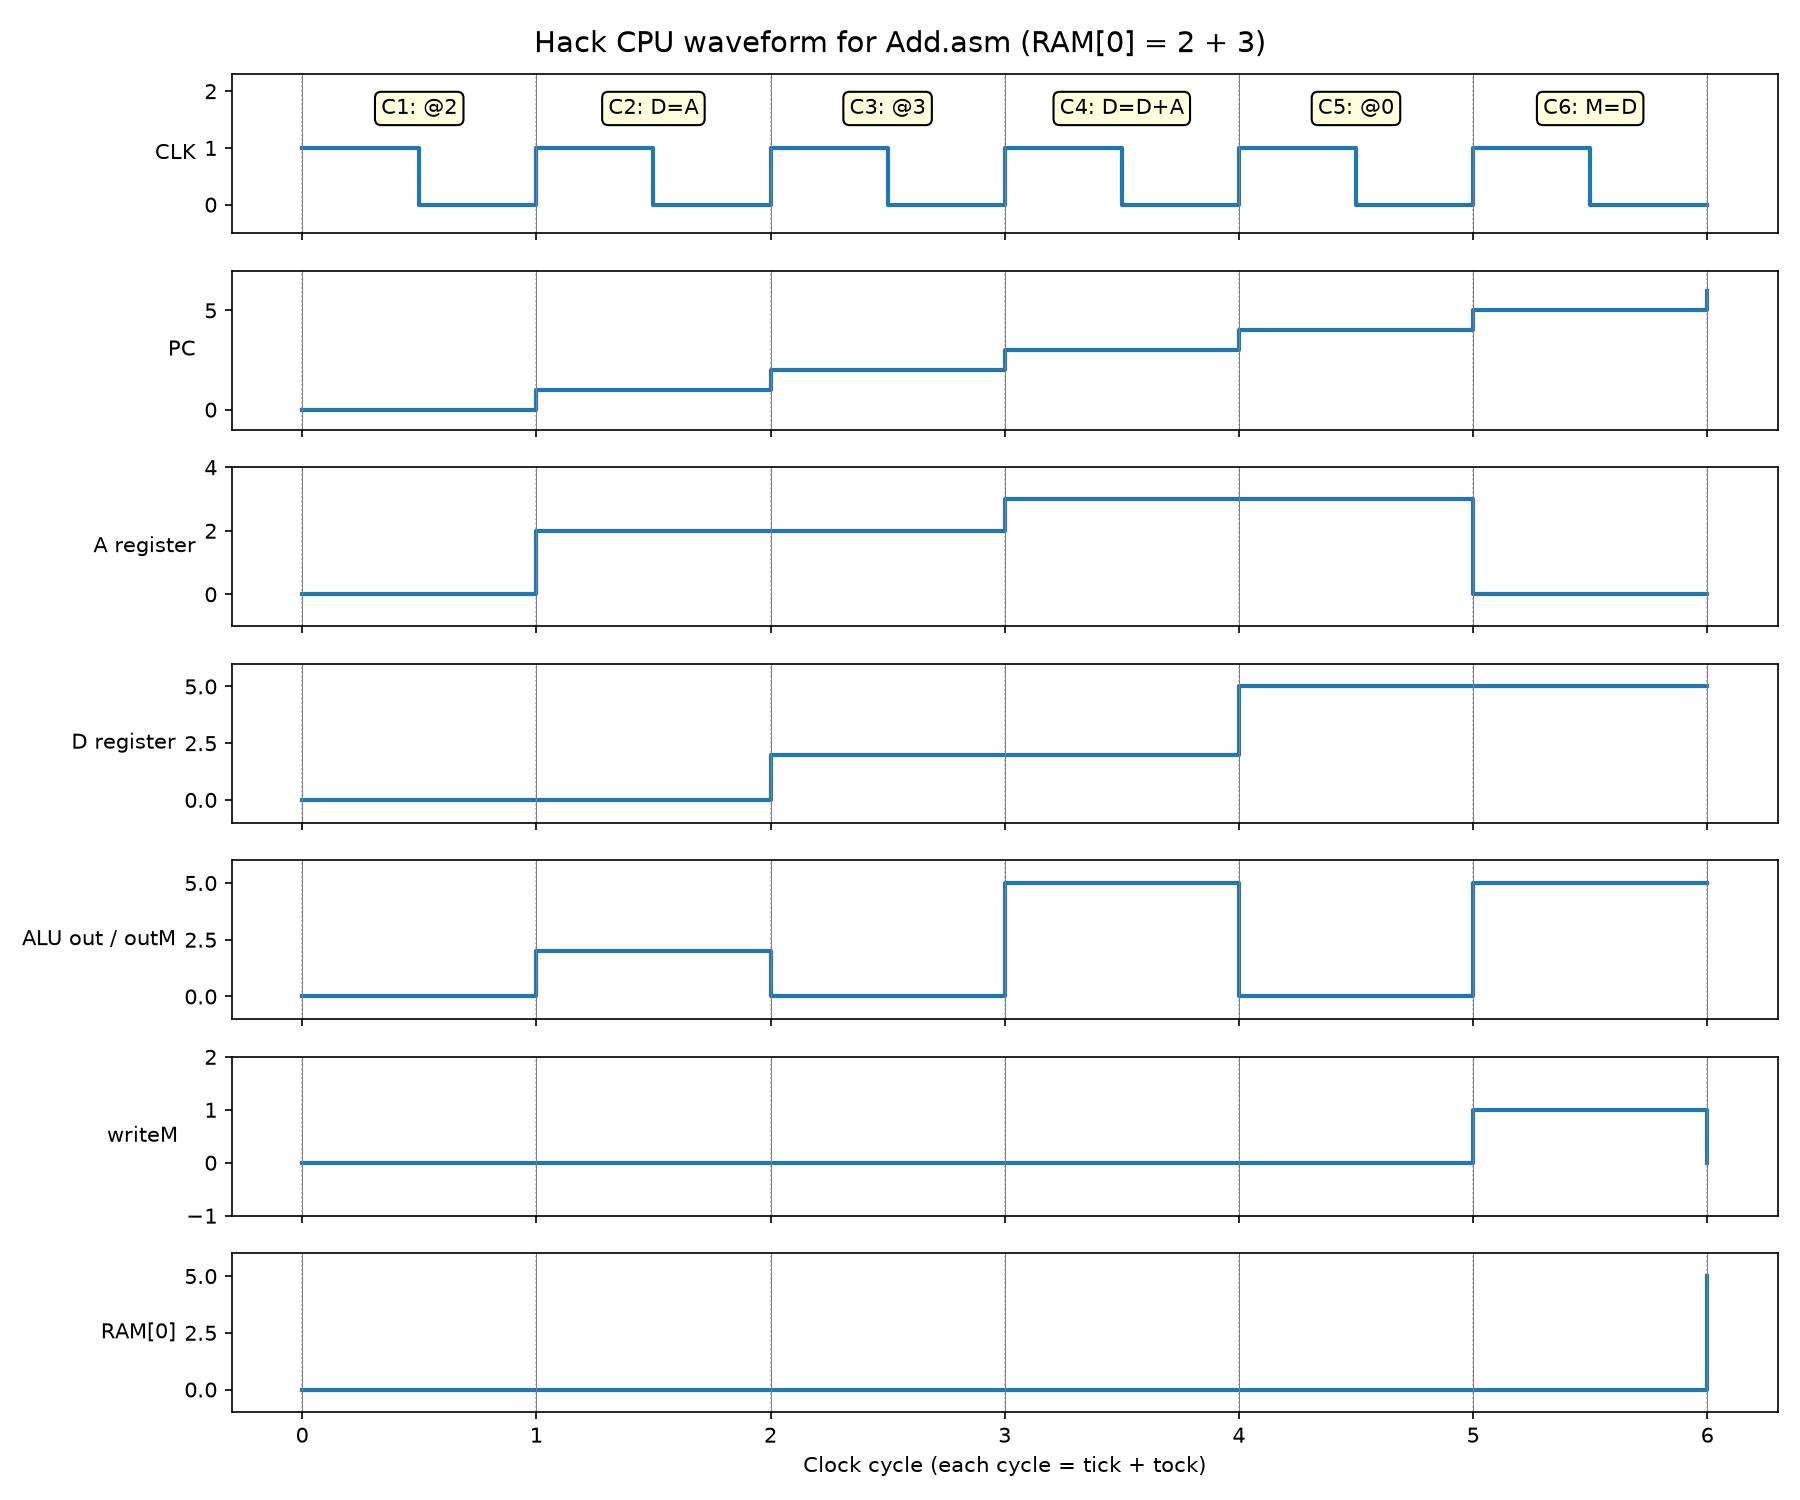 Hack CPU waveform for Add.asm (RAM[0] = 2 + 3)
2
C1: @2 C2: D=A C3: @3 C4: D=D+A C5: @0 C6: M=D
CLK 1
0
5
PC
0
4
2
A register
0
5.0
D register 2.5
0.0
5.0
ALU out / outM 2.5
0.0
2
1
writeM
0
−1
5.0
RAM[0] 2.5
0.0
0 1 2 3 4 5 6
Clock cycle (each cycle = tick + tock)